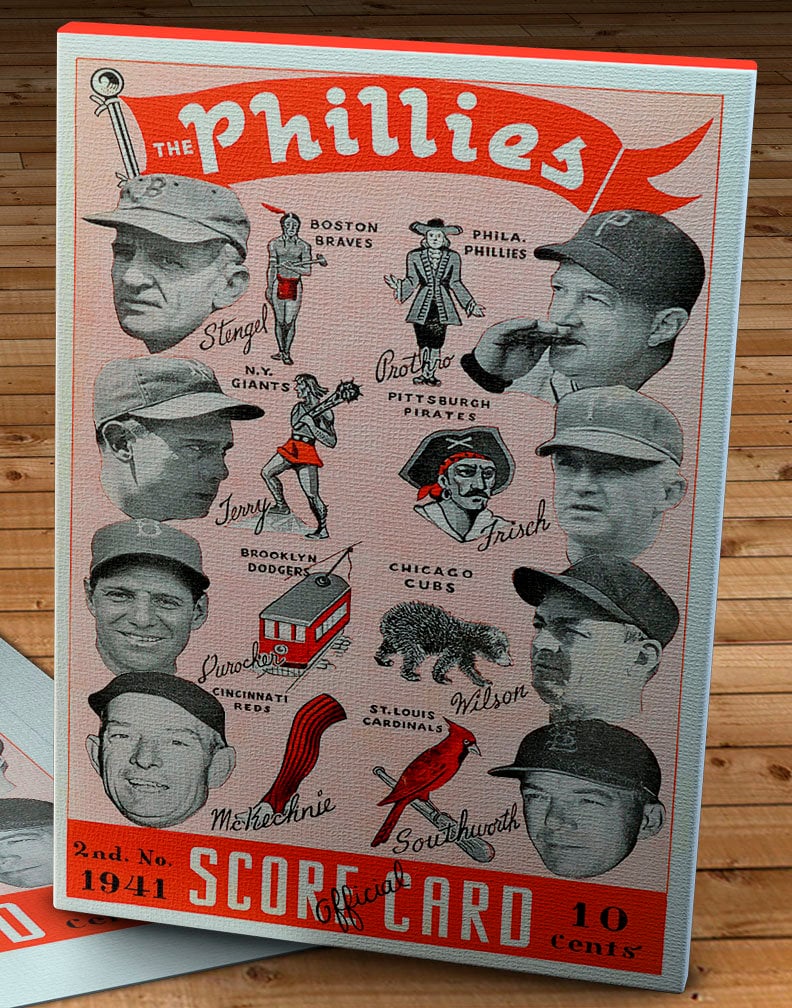 THE Phillies
B
BOSTON
BRAVES
Stengel
PHILA.
PHILLIES
P
Prothro
N.Y.
GIANTS
Terry
PITTSBURGH
PIRATES
Frisch
BROOKLYN
DODGERS
B
Durocher
CHICAGO
CUBS
Wilson
CINCINNATI
REDS
McKechnie
ST. LOUIS
CARDINALS
Southworth
2nd. No.
1941
SCORE CARD
Official
10
Cents